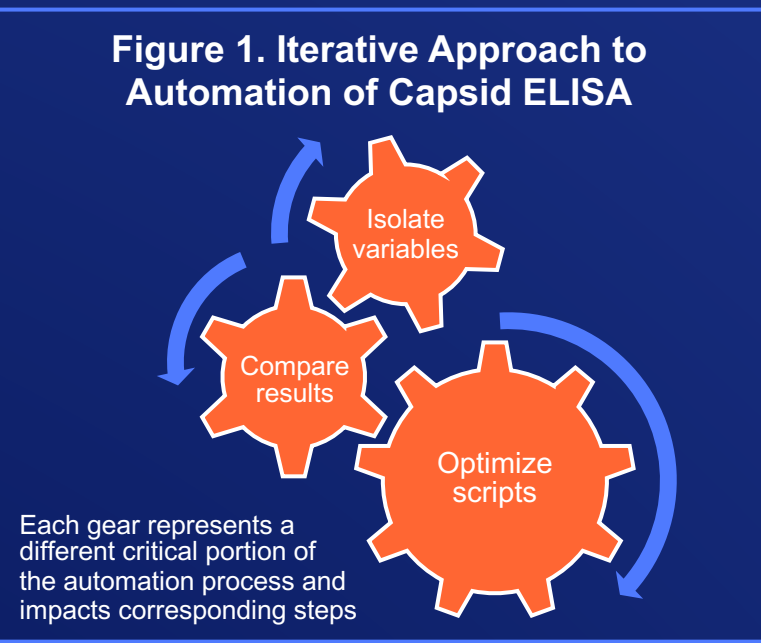 Figure 1. Iterative Approach to
Automation of Capsid ELISA
Isolate
variables
Compare
results
Optimize
scripts
Each gear represents a
different critical portion of
the automation process and
impacts corresponding steps